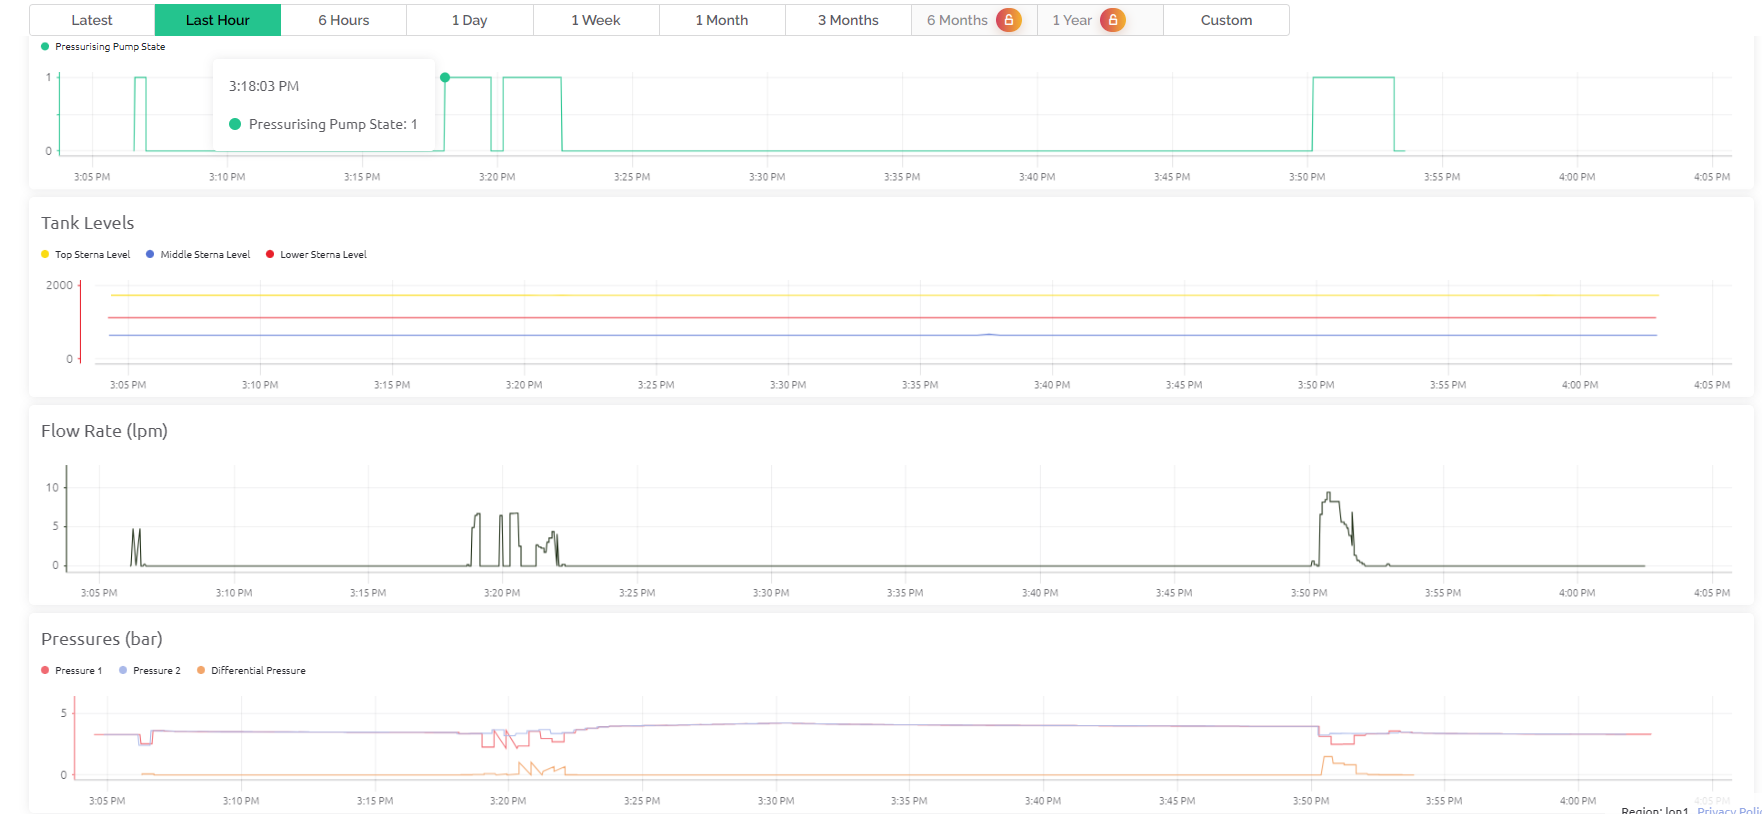 Latest Last Hour 6 Hours 1 Day 1 Week 1 Month 3 Months 6 Months 1 Year Custom
Pressurising Pump State
3:18:03 PM
Pressurising Pump State: 1
1
0
3:05 PM 3:10 PM 3:15 PM 3:20 PM 3:25 PM 3:30 PM 3:35 PM 3:40 PM 3:45 PM 3:50 PM 3:55 PM 4:00 PM 4:05 PM
Tank Levels
Top Sterna Level Middle Sterna Level Lower Sterna Level
2000
0
3:05 PM 3:10 PM 3:15 PM 3:20 PM 3:25 PM 3:30 PM 3:35 PM 3:40 PM 3:45 PM 3:50 PM 3:55 PM 4:00 PM 4:05 PM
Flow Rate (lpm)
10
5
0
3:05 PM 3:10 PM 3:15 PM 3:20 PM 3:25 PM 3:30 PM 3:35 PM 3:40 PM 3:45 PM 3:50 PM 3:55 PM 4:00 PM 4:05 PM
Pressures (bar)
Pressure 1 Pressure 2 Differential Pressure
5
0
3:05 PM 3:10 PM 3:15 PM 3:20 PM 3:25 PM 3:30 PM 3:35 PM 3:40 PM 3:45 PM 3:50 PM 3:55 PM 4:00 PM 4:05 PM
Region: lon1 Privacy Polic